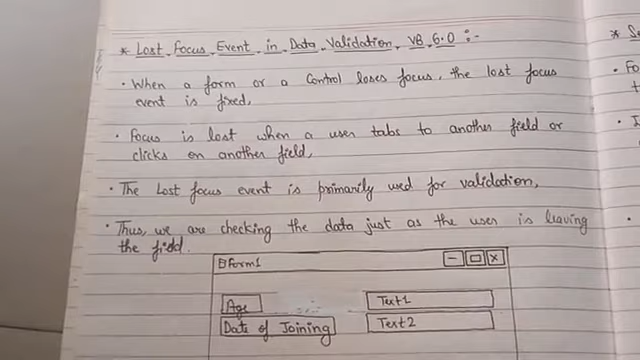 * Lost Focus Event in Data Validation VB 6.0 :-
• When a form or a control loses focus, the lost focus
event is fixed,
• Focus is lost when a user tabs to another field or
clicks on another field,
• The Lost focus event is primarily used for validation,
• Thus, we are checking the data just as the user is leaving
the field.
Form1
Age
Text1
Date of Joining
Text2
* Se
• Fo
t
• I